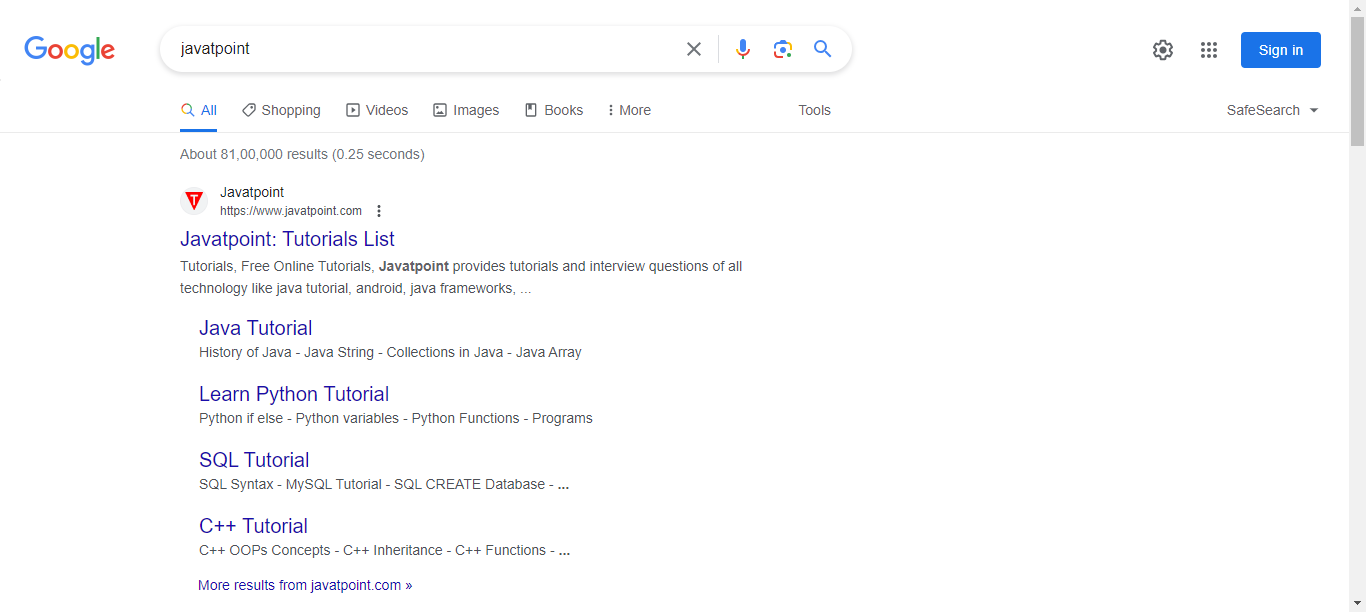 Google
javatpoint
Sign in
All Shopping Videos Images Books More Tools SafeSearch
About 81,00,000 results (0.25 seconds)
T
Javatpoint
https://www.javatpoint.com
Javatpoint: Tutorials List
Tutorials, Free Online Tutorials, Javatpoint provides tutorials and interview questions of all
technology like java tutorial, android, java frameworks, ...
Java Tutorial
History of Java - Java String - Collections in Java - Java Array
Learn Python Tutorial
Python if else - Python variables - Python Functions - Programs
SQL Tutorial
SQL Syntax - MySQL Tutorial - SQL CREATE Database - ...
C++ Tutorial
C++ OOPs Concepts - C++ Inheritance - C++ Functions - ...
More results from javatpoint.com »